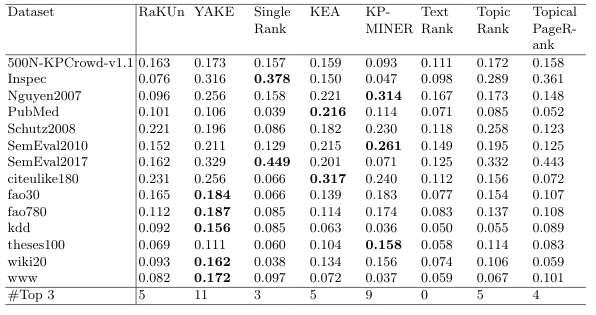 Dataset RaKUn YAKE Single Rank KEA KP-MINER Text Rank Topic Rank Topical PageR-ank
500N-KPCrowd-v1.1 0.163 0.173 0.157 0.159 0.093 0.111 0.172 0.158
Inspec 0.076 0.316 0.378 0.150 0.047 0.098 0.289 0.361
Nguyen2007 0.096 0.256 0.158 0.221 0.314 0.167 0.173 0.148
PubMed 0.101 0.106 0.039 0.216 0.114 0.071 0.085 0.052
Schutz2008 0.221 0.196 0.086 0.182 0.230 0.118 0.258 0.123
SemEval2010 0.152 0.211 0.129 0.215 0.261 0.149 0.195 0.125
SemEval2017 0.162 0.329 0.449 0.201 0.071 0.125 0.332 0.443
citeulike180 0.231 0.256 0.066 0.317 0.240 0.112 0.156 0.072
fao30 0.165 0.184 0.066 0.139 0.183 0.077 0.154 0.107
fao780 0.112 0.187 0.085 0.114 0.174 0.083 0.137 0.108
kdd 0.092 0.156 0.085 0.063 0.036 0.050 0.055 0.089
theses100 0.069 0.111 0.060 0.104 0.158 0.058 0.114 0.083
wiki20 0.093 0.162 0.038 0.134 0.156 0.074 0.106 0.059
www 0.082 0.172 0.097 0.072 0.037 0.059 0.067 0.101
#Top 3 5 11 3 5 9 0 5 4